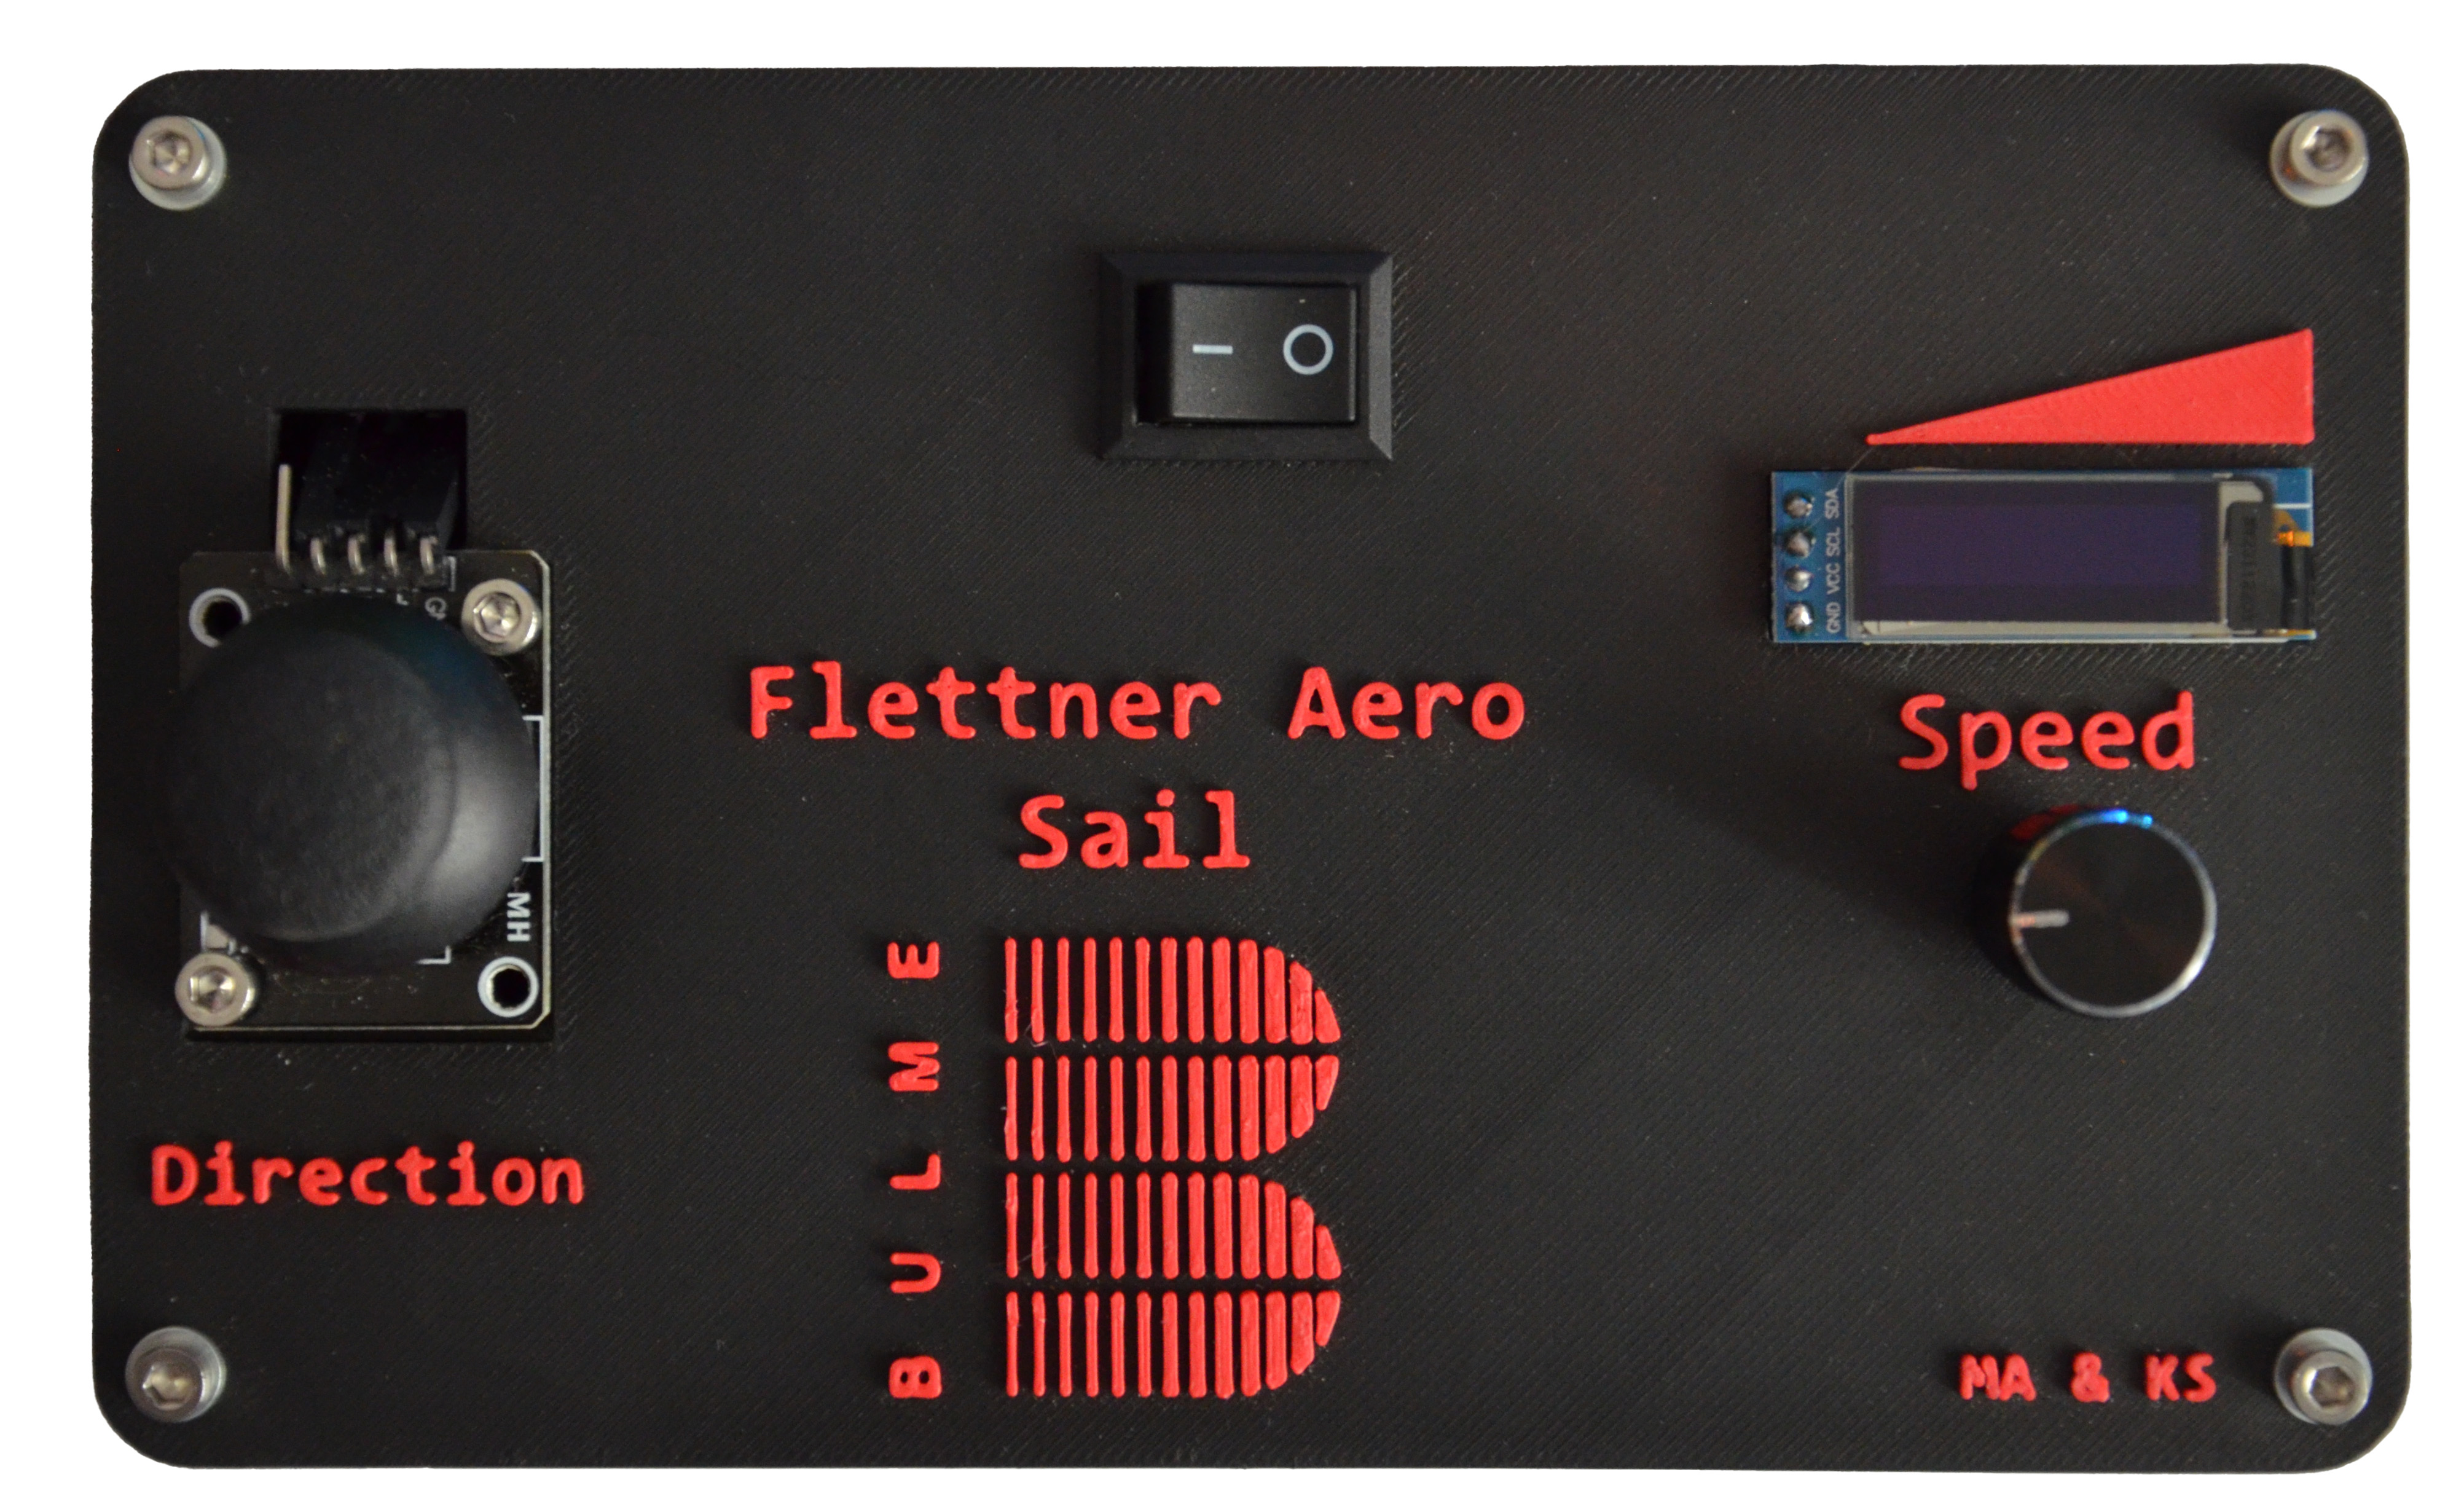 I O
SDA
SCL
VCC
GND
Flettner Aero
Sail
Speed
MH
Direction
BULME
MA & KS